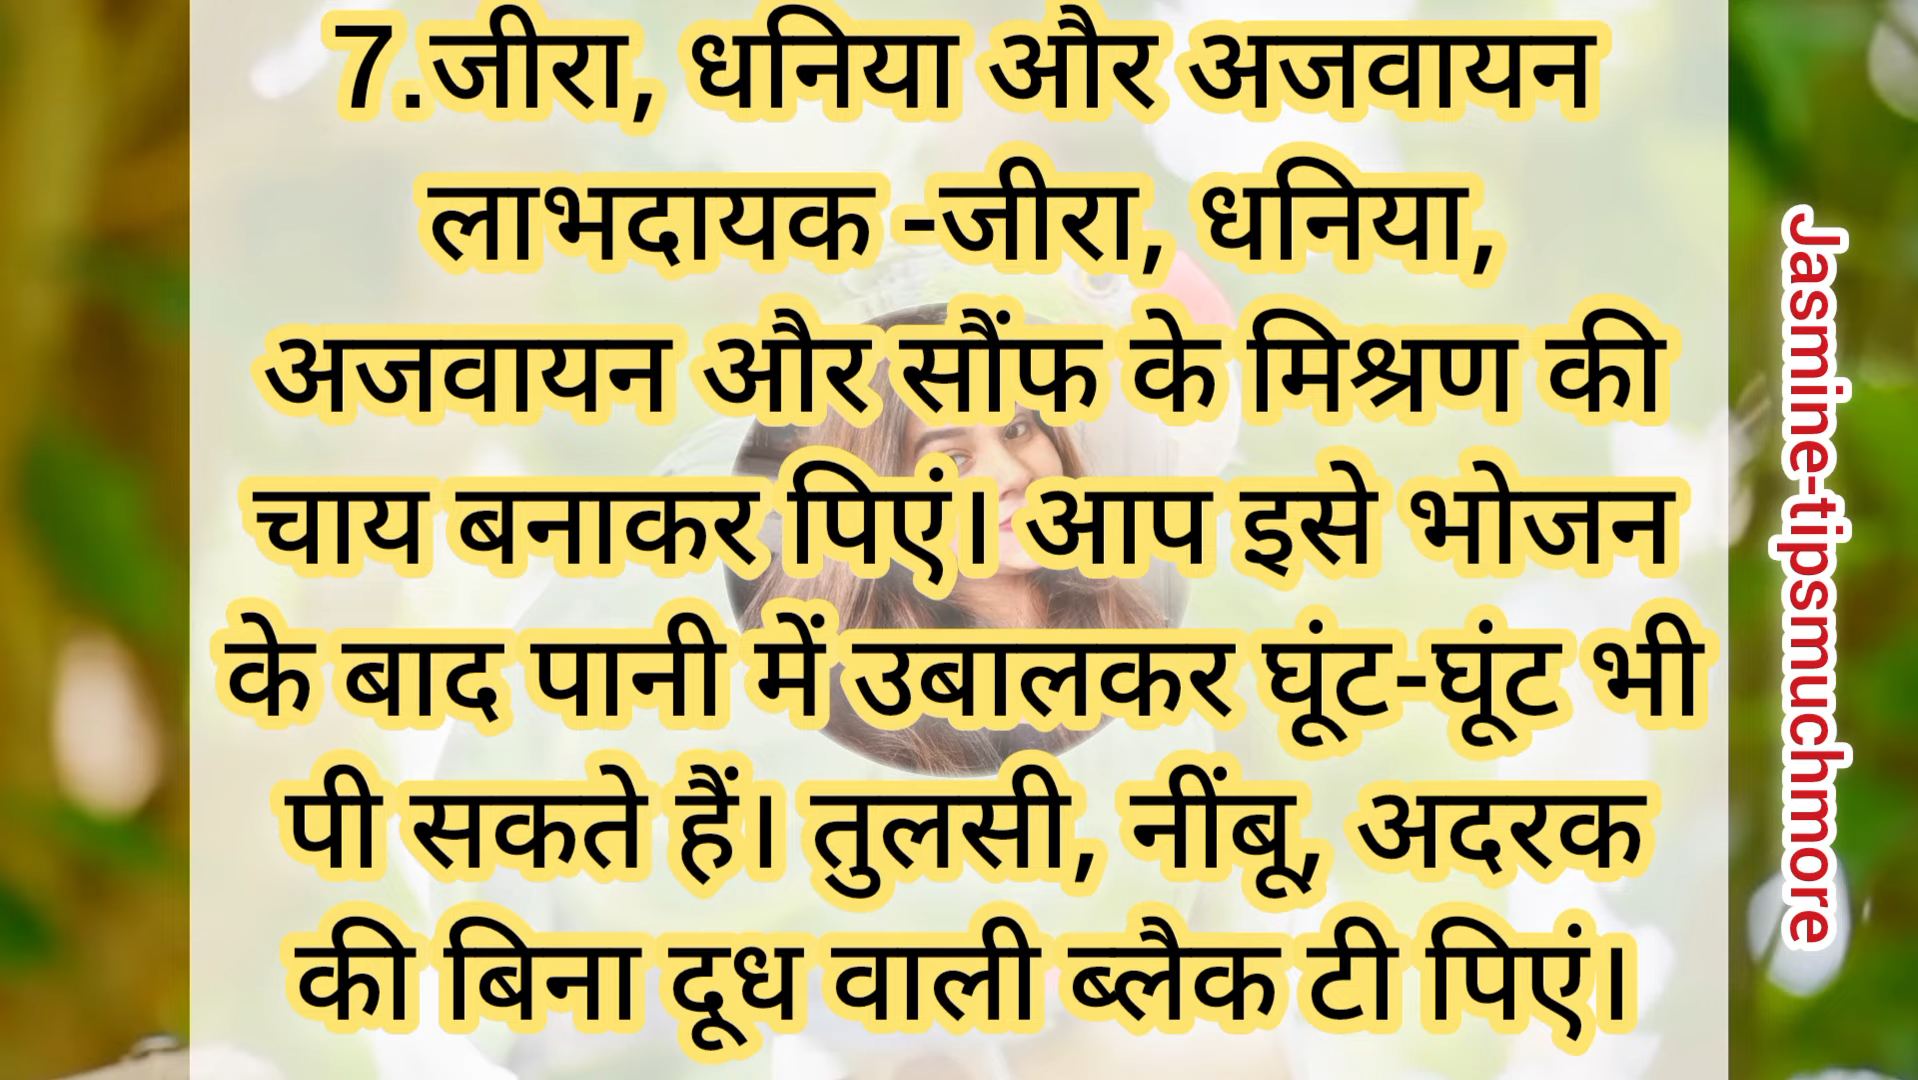 7.जीरा, धनिया और अजवायन
लाभदायक -जीरा, धनिया,
अजवायन और सौंफ के मिश्रण की
चाय बनाकर पिएं। आप इसे भोजन
के बाद पानी में उबालकर घूंट-घूंट भी
पी सकते हैं। तुलसी, नींबू, अदरक
की बिना दूध वाली ब्लैक टी पिएं।
Jasmine-tipsmuchmore